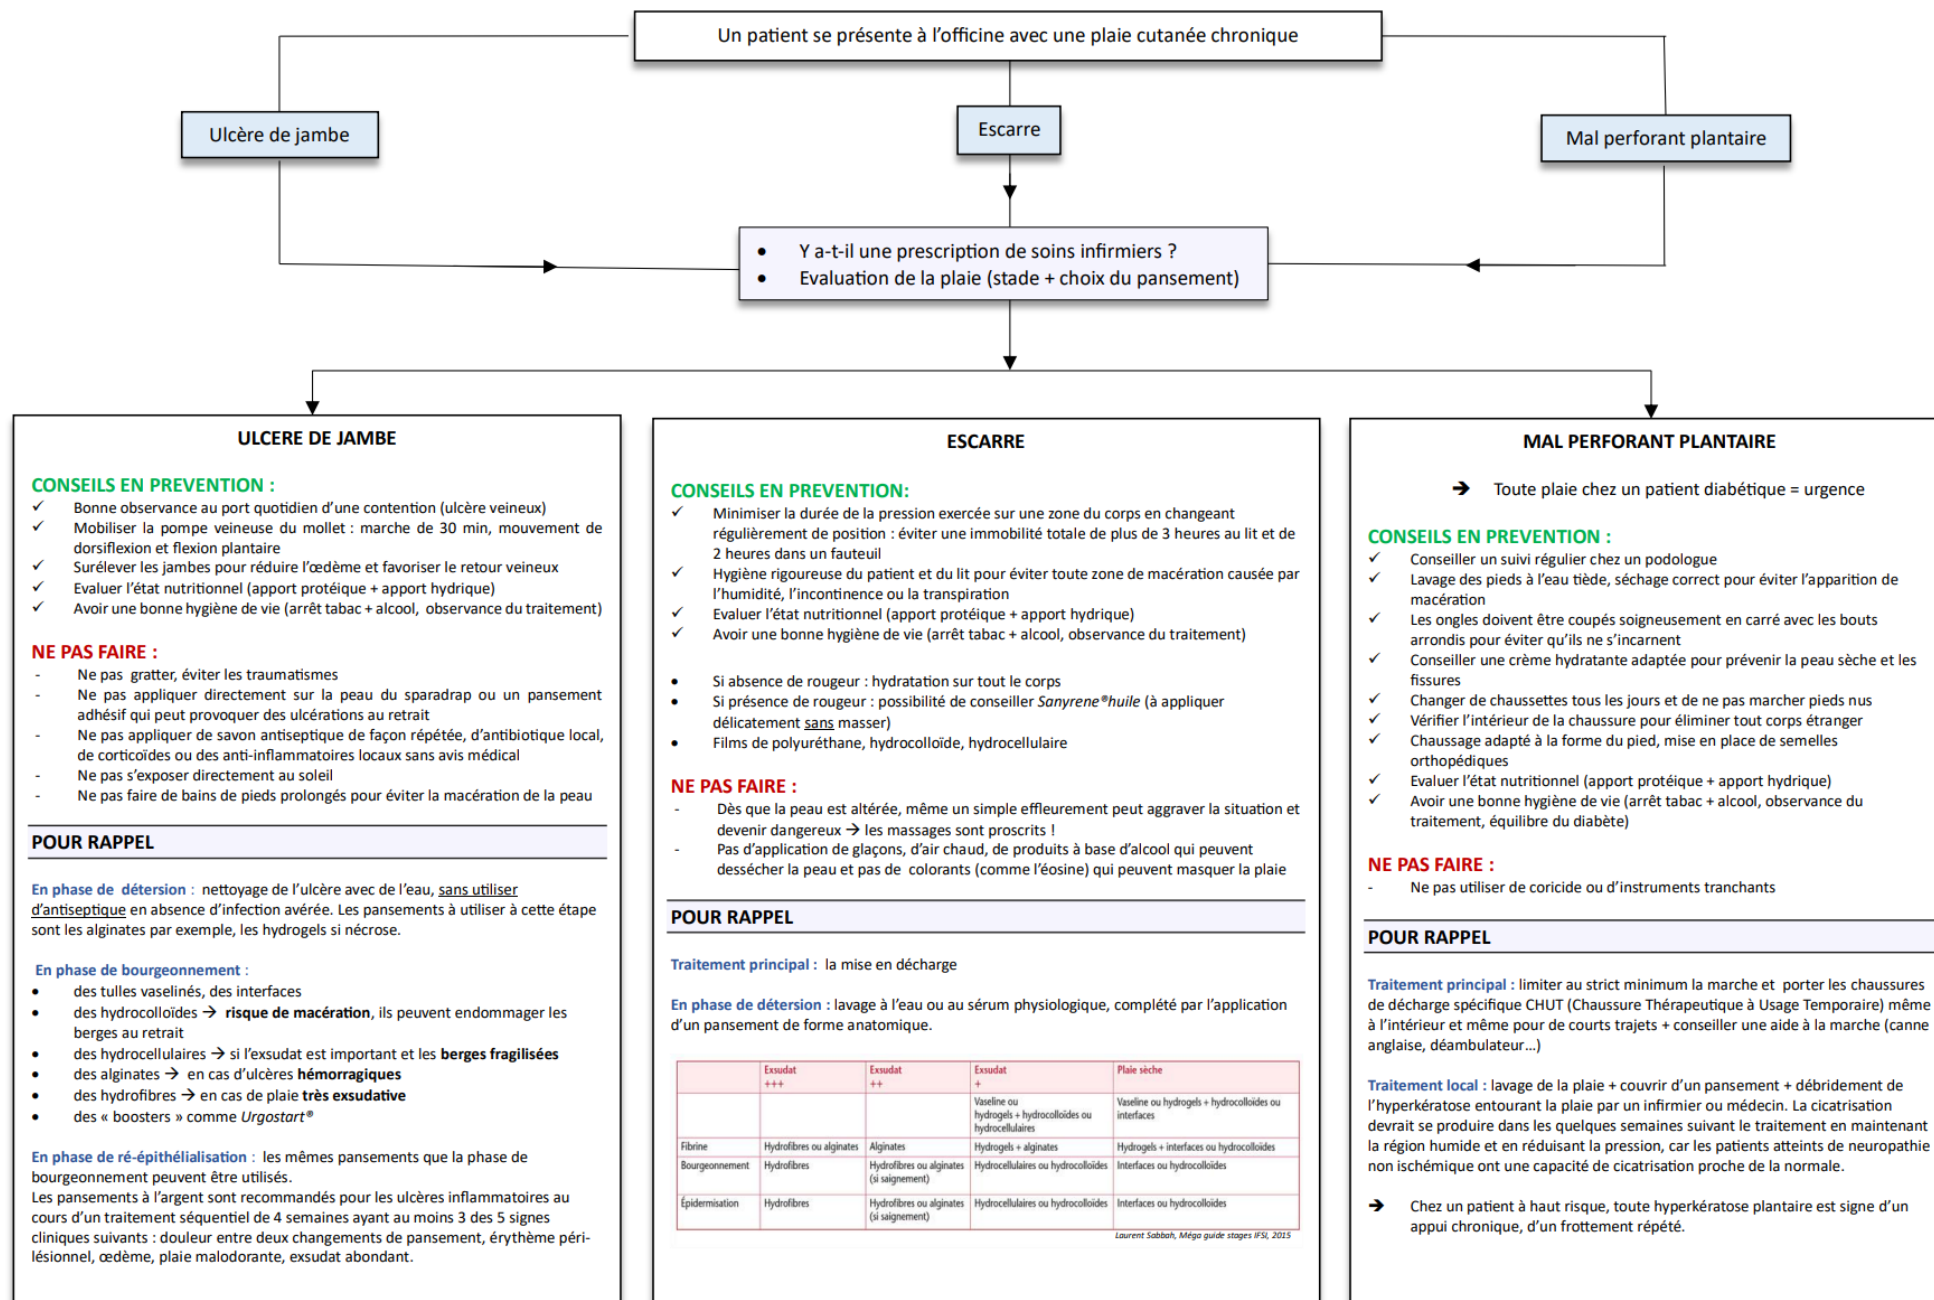 Un patient se présente à l'officine avec une plaie cutanée chronique
Ulcère de jambe
Escarre
Mal perforant plantaire
• Y a-t-il une prescription de soins infirmiers ?
• Evaluation de la plaie (stade + choix du pansement)
ULCERE DE JAMBE
CONSEILS EN PREVENTION :
✓ Bonne observance au port quotidien d'une contention (ulcère veineux)
✓ Mobiliser la pompe veineuse du mollet : marche de 30 min, mouvement de
dorsiflexion et flexion plantaire
✓ Surélever les jambes pour réduire l'œdème et favoriser le retour veineux
✓ Evaluer l'état nutritionnel (apport protéique + apport hydrique)
✓ Avoir une bonne hygiène de vie (arrêt tabac + alcool, observance du traitement)
NE PAS FAIRE :
- Ne pas gratter, éviter les traumatismes
- Ne pas appliquer directement sur la peau du sparadrap ou un pansement
adhésif qui peut provoquer des ulcérations au retrait
- Ne pas appliquer de savon antiseptique de façon répétée, d'antibiotique local,
de corticoïdes ou des anti-inflammatoires locaux sans avis médical
- Ne pas s'exposer directement au soleil
- Ne pas faire de bains de pieds prolongés pour éviter la macération de la peau
POUR RAPPEL
En phase de détersion : nettoyage de l'ulcère avec de l'eau, sans utiliser
d'antiseptique en absence d'infection avérée. Les pansements à utiliser à cette étape
sont les alginates par exemple, les hydrogels si nécrose.
En phase de bourgeonnement :
• des tulles vaselinés, des interfaces
• des hydrocolloïdes → risque de macération, ils peuvent endommager les
berges au retrait
• des hydrocellulaires → si l'exsudat est important et les berges fragilisées
• des alginates → en cas d'ulcères hémorragiques
• des hydrofibres → en cas de plaie très exsudative
• des « boosters » comme Urgostart®
En phase de ré-épithélialisation : les mêmes pansements que la phase de
bourgeonnement peuvent être utilisés.
Les pansements à l'argent sont recommandés pour les ulcères inflammatoires au
cours d'un traitement séquentiel de 4 semaines ayant au moins 3 des 5 signes
cliniques suivants : douleur entre deux changements de pansement, érythème péri-
lésionnel, œdème, plaie malodorante, exsudat abondant.
ESCARRE
CONSEILS EN PREVENTION:
✓ Minimiser la durée de la pression exercée sur une zone du corps en changeant
régulièrement de position : éviter une immobilité totale de plus de 3 heures au lit et de
2 heures dans un fauteuil
✓ Hygiène rigoureuse du patient et du lit pour éviter toute zone de macération causée par
l'humidité, l'incontinence ou la transpiration
✓ Evaluer l'état nutritionnel (apport protéique + apport hydrique)
✓ Avoir une bonne hygiène de vie (arrêt tabac + alcool, observance du traitement)
• Si absence de rougeur : hydratation sur tout le corps
• Si présence de rougeur : possibilité de conseiller Sanyrene®huile (à appliquer
délicatement sans masser)
• Films de polyuréthane, hydrocolloïde, hydrocellulaire
NE PAS FAIRE :
- Dès que la peau est altérée, même un simple effleurement peut aggraver la situation et
devenir dangereux → les massages sont proscrits !
- Pas d'application de glaçons, d'air chaud, de produits à base d'alcool qui peuvent
dessécher la peau et pas de colorants (comme l'éosine) qui peuvent masquer la plaie
POUR RAPPEL
Traitement principal : la mise en décharge
En phase de détersion : lavage à l'eau ou au sérum physiologique, complété par l'application
d'un pansement de forme anatomique.
Exsudat Exsudat Exsudat Plaie sèche
+++ ++ +
Vaseline ou Vaseline ou hydrogels + hydrocolloïdes ou
hydrogels + hydrocolloïdes ou interfaces
hydrocellulaires
Fibrine Hydrofibres ou alginates Alginates Hydrogels + alginates Hydrogels + interfaces ou hydrocolloïdes
Bourgeonnement Hydrofibres Hydrofibres ou alginates Hydrocellulaires ou hydrocolloïdes Interfaces ou hydrocolloïdes
(si saignement)
Épidermisation Hydrofibres Hydrofibres ou alginates Hydrocellulaires ou hydrocolloïdes Interfaces ou hydrocolloïdes
(si saignement)
Laurent Sabbah, Méga guide stages IFSI, 2015
MAL PERFORANT PLANTAIRE
➔ Toute plaie chez un patient diabétique = urgence
CONSEILS EN PREVENTION :
✓ Conseiller un suivi régulier chez un podologue
✓ Lavage des pieds à l'eau tiède, séchage correct pour éviter l'apparition de
macération
✓ Les ongles doivent être coupés soigneusement en carré avec les bouts
arrondis pour éviter qu'ils ne s'incarnent
✓ Conseiller une crème hydratante adaptée pour prévenir la peau sèche et les
fissures
✓ Changer de chaussettes tous les jours et de ne pas marcher pieds nus
✓ Vérifier l'intérieur de la chaussure pour éliminer tout corps étranger
✓ Chaussage adapté à la forme du pied, mise en place de semelles
orthopédiques
✓ Evaluer l'état nutritionnel (apport protéique + apport hydrique)
✓ Avoir une bonne hygiène de vie (arrêt tabac + alcool, observance du
traitement, équilibre du diabète)
NE PAS FAIRE :
- Ne pas utiliser de coricide ou d'instruments tranchants
POUR RAPPEL
Traitement principal : limiter au strict minimum la marche et porter les chaussures
de décharge spécifique CHUT (Chaussure Thérapeutique à Usage Temporaire) même
à l'intérieur et même pour de courts trajets + conseiller une aide à la marche (canne
anglaise, déambulateur...)
Traitement local : lavage de la plaie + couvrir d'un pansement + débridement de
l'hyperkératose entourant la plaie par un infirmier ou médecin. La cicatrisation
devrait se produire dans les quelques semaines suivant le traitement en maintenant
la région humide et en réduisant la pression, car les patients atteints de neuropathie
non ischémique ont une capacité de cicatrisation proche de la normale.
➔ Chez un patient à haut risque, toute hyperkératose plantaire est signe d'un
appui chronique, d'un frottement répété.